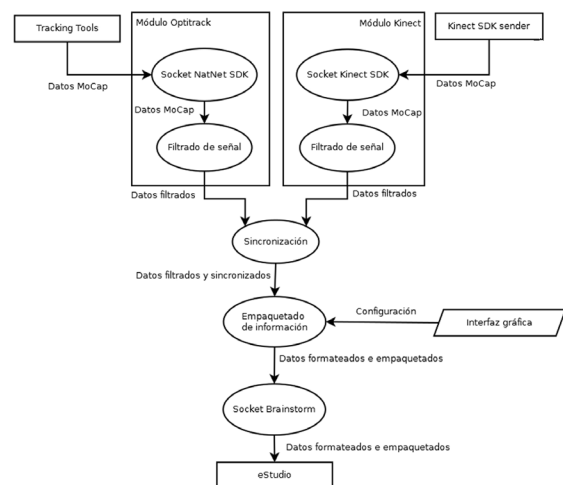 Tracking Tools
Módulo Optitrack
Módulo Kinect
Kinect SDK sender
Socket NatNet SDK
Socket Kinect SDK
Datos MoCap
Datos MoCap
Datos MoCap
Datos MoCap
Filtrado de señal
Filtrado de señal
Datos filtrados
Datos filtrados
Sincronización
Datos filtrados y sincronizados
Empaquetado
de información
Configuración
Interfaz gráfica
Datos formateados e empaquetados
Socket Brainstorm
Datos formateados e empaquetados
eStudio